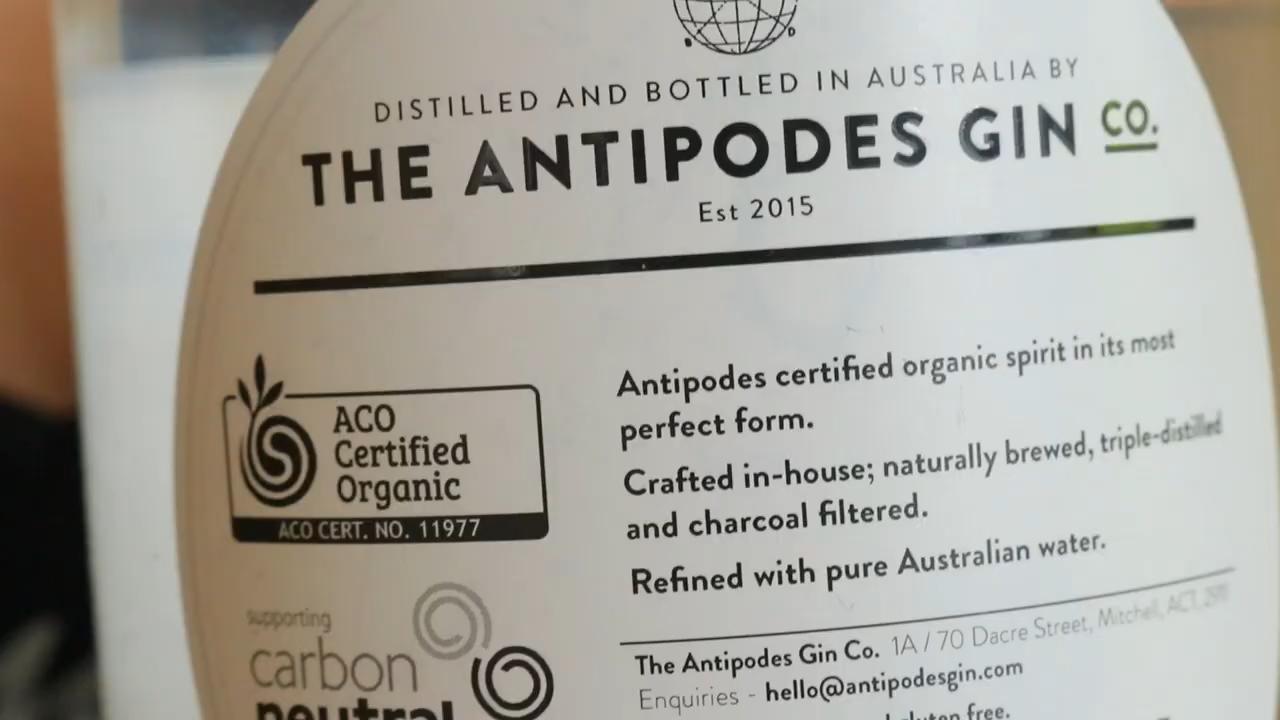 DISTILLED AND BOTTLED IN AUSTRALIA BY
THE ANTIPODES GIN CO.
Est 2015
ACO
Certified
Organic
ACO CERT. NO. 11977
Antipodes certified organic spirit in its most
perfect form.
Crafted in-house; naturally brewed, triple-distilled
and charcoal filtered.
Refined with pure Australian water.
supporting
carbon
neutral
The Antipodes Gin Co. 1A / 70 Dacre Street, Mitchell, ACT,
Enquiries - hello@antipodesgin.com
free.